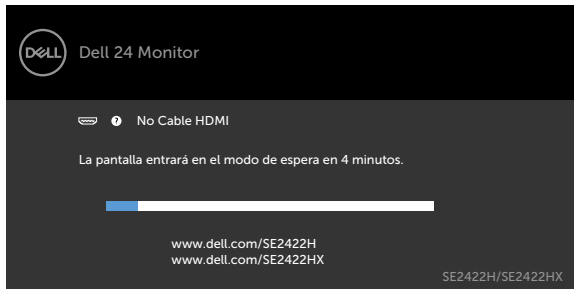 DELL
Dell 24 Monitor
? No Cable HDMI
La pantalla entrará en el modo de espera en 4 minutos.
www.dell.com/SE2422H
www.dell.com/SE2422HX
SE2422H/SE2422HX